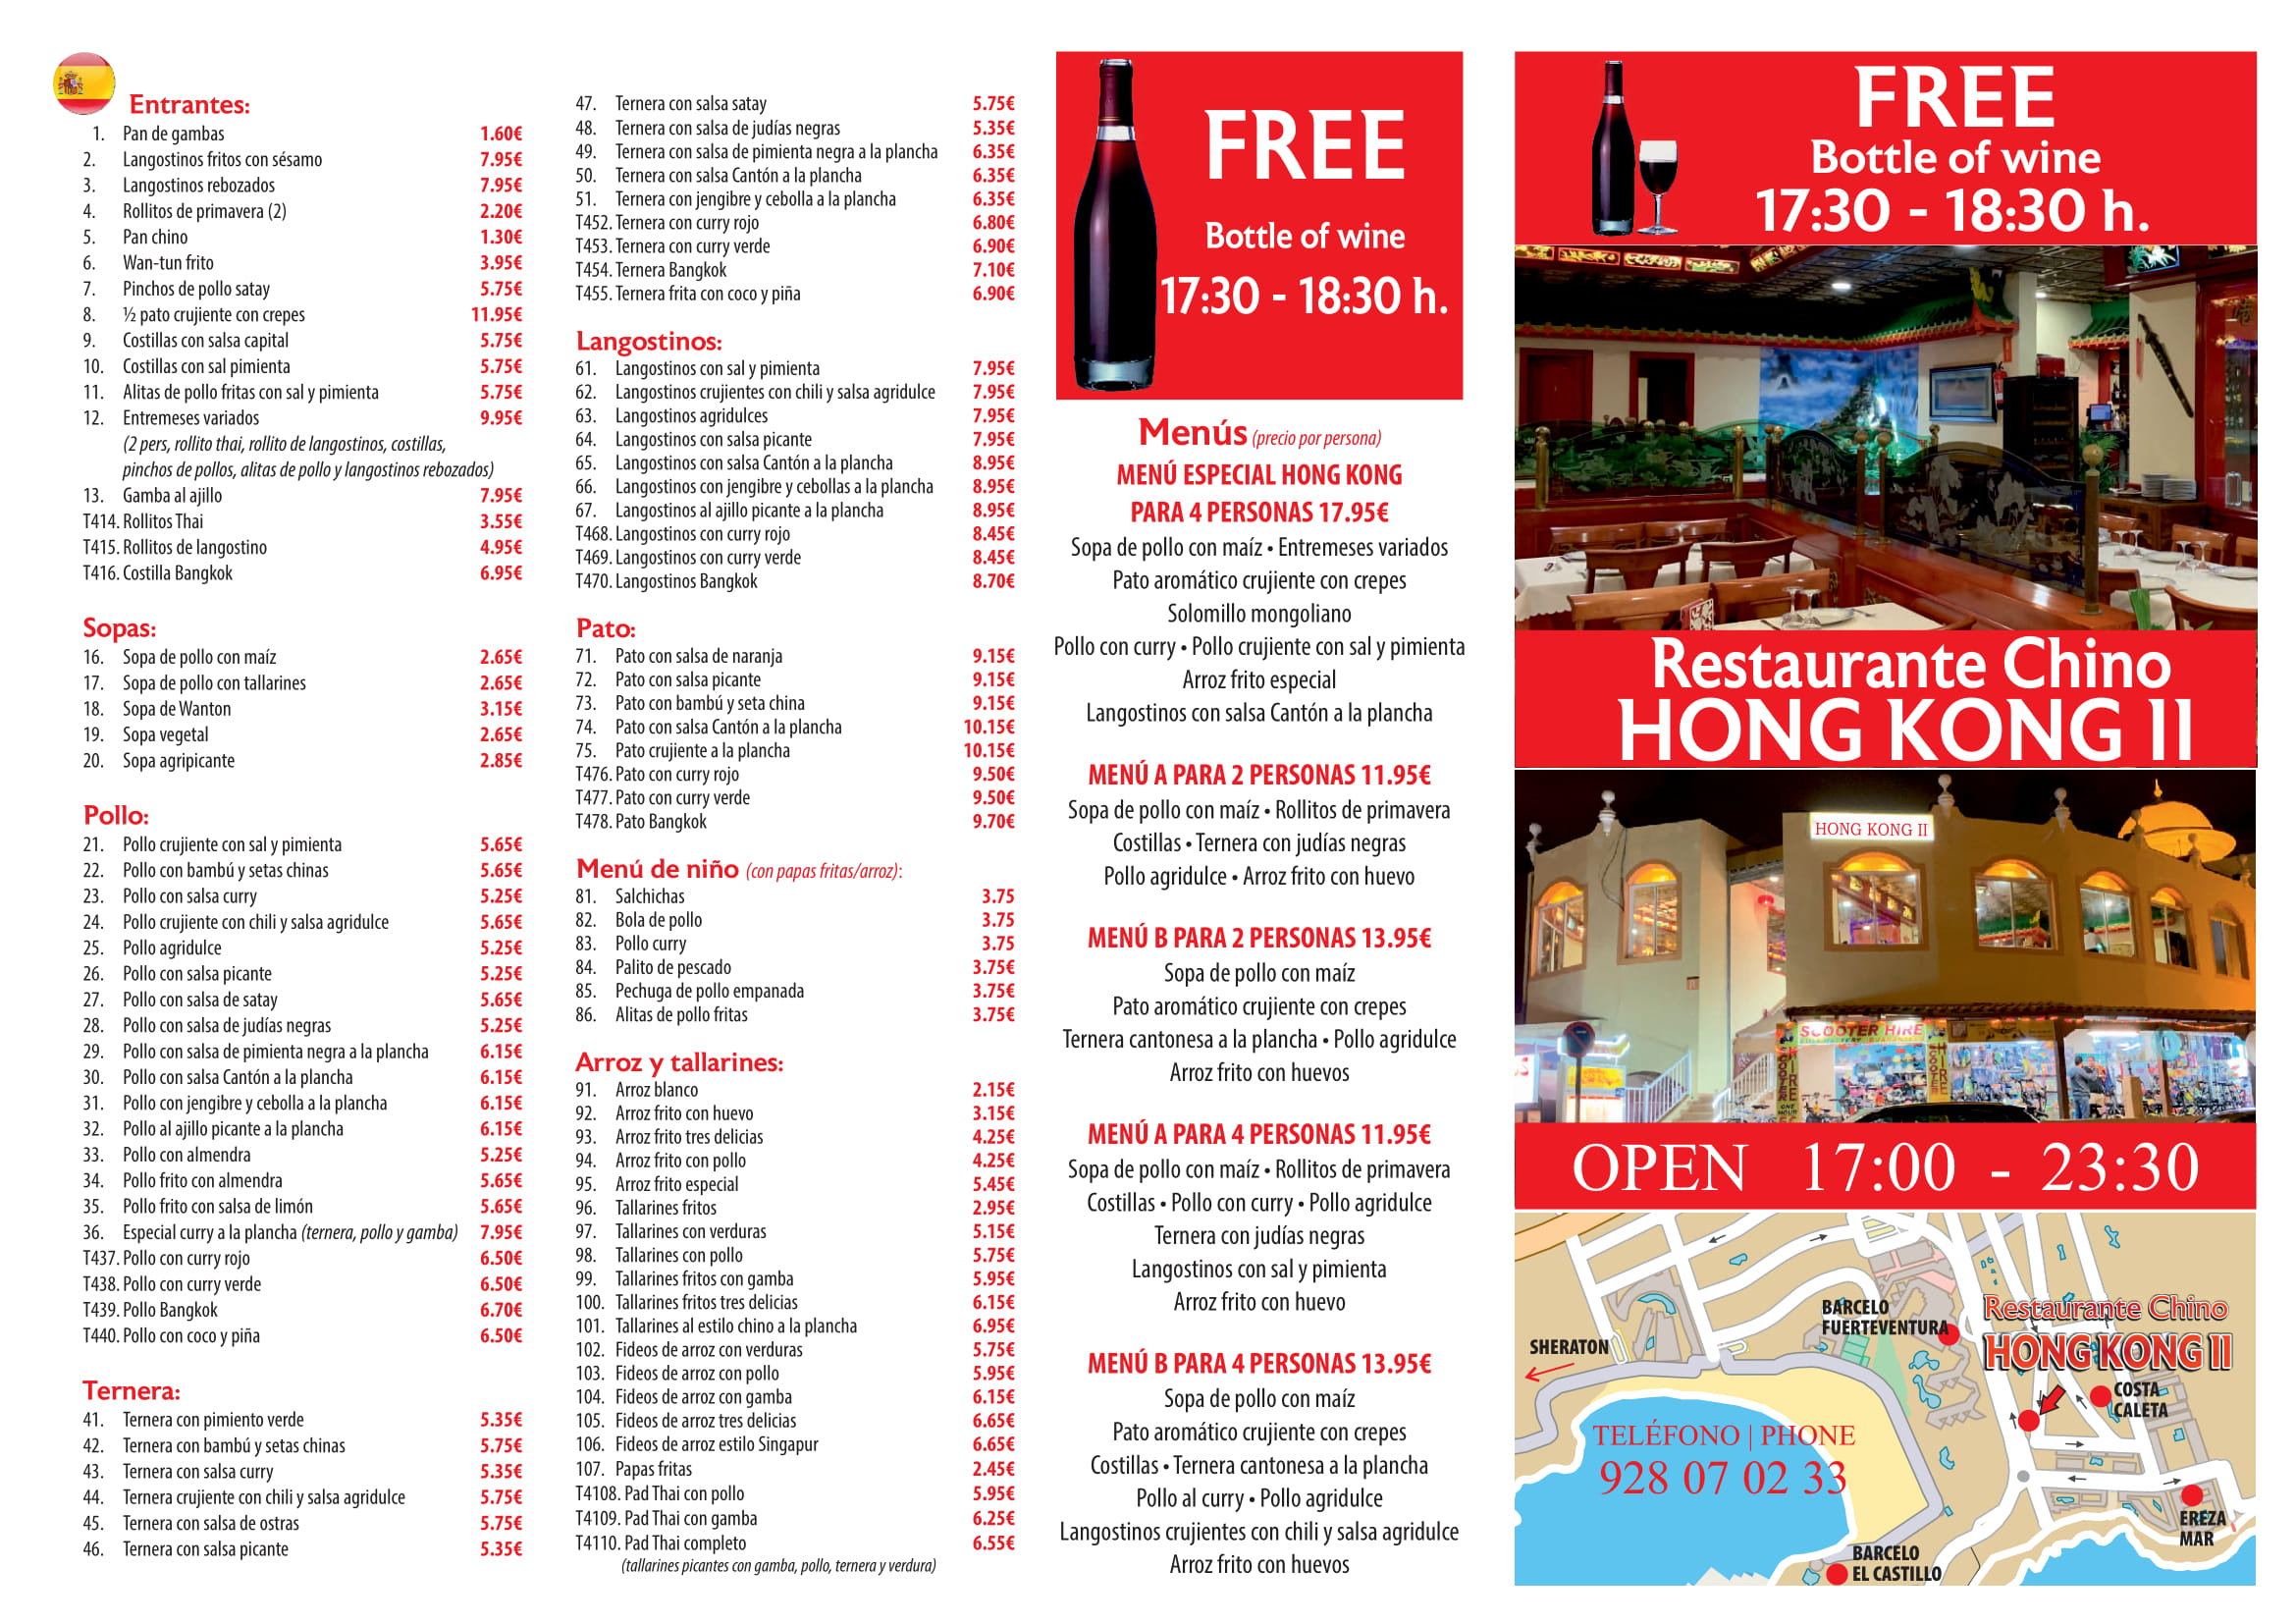 Entrantes:
1. Pan de gambas 1.60€
2. Langostinos fritos con sésamo 7.95€
3. Langostinos rebozados 7.95€
4. Rollitos de primavera (2) 2.20€
5. Pan chino 1.30€
6. Wan-tun frito 3.95€
7. Pinchos de pollo satay 5.75€
8. ½ pato crujiente con crepes 11.95€
9. Costillas con salsa capital 5.75€
10. Costillas con sal pimienta 5.75€
11. Alitas de pollo fritas con sal y pimienta 5.75€
12. Entremeses variados 9.95€
(2 pers, rollito thai, rollito de langostinos, costillas,
pinchos de pollos, alitas de pollo y langostinos rebozados)
13. Gamba al ajillo 7.95€
T414. Rollitos Thai 3.55€
T415. Rollitos de langostino 4.95€
T416. Costilla Bangkok 6.95€
Sopas:
16. Sopa de pollo con maíz 2.65€
17. Sopa de pollo con tallarines 2.65€
18. Sopa de Wanton 3.15€
19. Sopa vegetal 2.65€
20. Sopa agripicante 2.85€
Pollo:
21. Pollo crujiente con sal y pimienta 5.65€
22. Pollo con bambú y setas chinas 5.65€
23. Pollo con salsa curry 5.25€
24. Pollo crujiente con chili y salsa agridulce 5.65€
25. Pollo agridulce 5.25€
26. Pollo con salsa picante 5.25€
27. Pollo con salsa de satay 5.65€
28. Pollo con salsa de judías negras 5.25€
29. Pollo con salsa de pimienta negra a la plancha 6.15€
30. Pollo con salsa Cantón a la plancha 6.15€
31. Pollo con jengibre y cebolla a la plancha 6.15€
32. Pollo al ajillo picante a la plancha 6.15€
33. Pollo con almendra 5.25€
34. Pollo frito con almendra 5.65€
35. Pollo frito con salsa de limón 5.65€
36. Especial curry a la plancha (ternera, pollo y gamba) 7.95€
T437. Pollo con curry rojo 6.50€
T438. Pollo con curry verde 6.50€
T439. Pollo Bangkok 6.70€
T440. Pollo con coco y piña 6.50€
Ternera:
41. Ternera con pimiento verde 5.35€
42. Ternera con bambú y setas chinas 5.75€
43. Ternera con salsa curry 5.35€
44. Ternera crujiente con chili y salsa agridulce 5.75€
45. Ternera con salsa de ostras 5.75€
46. Ternera con salsa picante 5.35€
47. Ternera con salsa satay 5.75€
48. Ternera con salsa de judías negras 5.35€
49. Ternera con salsa de pimienta negra a la plancha 6.35€
50. Ternera con salsa Cantón a la plancha 6.35€
51. Ternera con jengibre y cebolla a la plancha 6.35€
T452. Ternera con curry rojo 6.80€
T453. Ternera con curry verde 6.90€
T454. Ternera Bangkok 7.10€
T455. Ternera frita con coco y piña 6.90€
Langostinos:
61. Langostinos con sal y pimienta 7.95€
62. Langostinos crujientes con chili y salsa agridulce 7.95€
63. Langostinos agridulces 7.95€
64. Langostinos con salsa picante 7.95€
65. Langostinos con salsa Cantón a la plancha 8.95€
66. Langostinos con jengibre y cebollas a la plancha 8.95€
67. Langostinos al ajillo picante a la plancha 8.95€
T468. Langostinos con curry rojo 8.45€
T469. Langostinos con curry verde 8.45€
T470. Langostinos Bangkok 8.70€
Pato:
71. Pato con salsa de naranja 9.15€
72. Pato con salsa picante 9.15€
73. Pato con bambú y seta china 9.15€
74. Pato con salsa Cantón a la plancha 10.15€
75. Pato crujiente a la plancha 10.15€
T476. Pato con curry rojo 9.50€
T477. Pato con curry verde 9.50€
T478. Pato Bangkok 9.70€
Menú de niño (con papas fritas/arroz):
81. Salchichas 3.75
82. Bola de pollo 3.75
83. Pollo curry 3.75
84. Palito de pescado 3.75€
85. Pechuga de pollo empanada 3.75€
86. Alitas de pollo fritas 3.75€
Arroz y tallarines:
91. Arroz blanco 2.15€
92. Arroz frito con huevo 3.15€
93. Arroz frito tres delicias 4.25€
94. Arroz frito con pollo 4.25€
95. Arroz frito especial 5.45€
96. Tallarines fritos 2.95€
97. Tallarines con verduras 5.15€
98. Tallarines con pollo 5.75€
99. Tallarines fritos con gamba 5.95€
100. Tallarines fritos tres delicias 6.15€
101. Tallarines al estilo chino a la plancha 6.95€
102. Fideos de arroz con verduras 5.75€
103. Fideos de arroz con pollo 5.95€
104. Fideos de arroz con gamba 6.15€
105. Fideos de arroz tres delicias 6.65€
106. Fideos de arroz estilo Singapur 6.65€
107. Papas fritas 2.45€
T4108. Pad Thai con pollo 5.95€
T4109. Pad Thai con gamba 6.25€
T4110. Pad Thai completo 6.55€
(tallarines picantes con gamba, pollo, ternera y verdura)
FREE
Bottle of wine
17:30 - 18:30 h.
Menús (precio por persona)
MENÚ ESPECIAL HONG KONG
PARA 4 PERSONAS 17.95€
Sopa de pollo con maíz • Entremeses variados
Pato aromático crujiente con crepes
Solomillo mongoliano
Pollo con curry • Pollo crujiente con sal y pimienta
Arroz frito especial
Langostinos con salsa Cantón a la plancha
MENÚ A PARA 2 PERSONAS 11.95€
Sopa de pollo con maíz • Rollitos de primavera
Costillas • Ternera con judías negras
Pollo agridulce • Arroz frito con huevo
MENÚ B PARA 2 PERSONAS 13.95€
Sopa de pollo con maíz
Pato aromático crujiente con crepes
Ternera cantonesa a la plancha • Pollo agridulce
Arroz frito con huevos
MENÚ A PARA 4 PERSONAS 11.95€
Sopa de pollo con maíz • Rollitos de primavera
Costillas • Pollo con curry • Pollo agridulce
Ternera con judías negras
Langostinos con sal y pimienta
Arroz frito con huevo
MENÚ B PARA 4 PERSONAS 13.95€
Sopa de pollo con maíz
Pato aromático crujiente con crepes
Costillas • Ternera cantonesa a la plancha
Pollo al curry • Pollo agridulce
Langostinos crujientes con chili y salsa agridulce
Arroz frito con huevos
FREE
Bottle of wine
17:30 - 18:30 h.
Restaurante Chino
HONG KONG II
HONG KONG II
SCOOTER HIRE
SCOOTER HIRE
HIRE
OPEN 17:00 - 23:30
SHERATON
BARCELO
FUERTEVENTURA
Restaurante Chino
HONG KONG II
COSTA
CALETA
TELÉFONO | PHONE
928 07 02 33
EREZA
MAR
BARCELO
EL CASTILLO